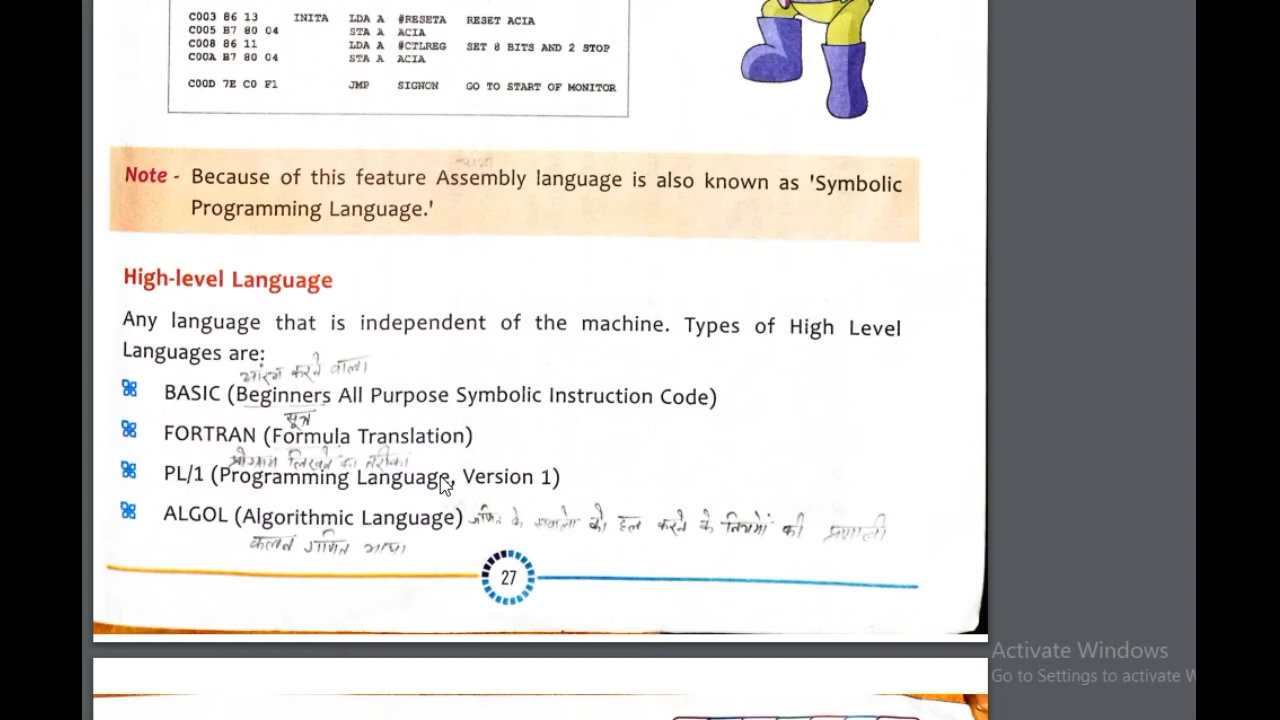 C003 86 13 INITA LDA A #RESETA RESET ACIA
C005 B7 80 04 STA A ACIA
C008 86 11 LDA A #CTLREG SET 8 BITS AND 2 STOP
C00A B7 80 04 STA A ACIA
C00D 7E C0 F1 JMP SIGNON GO TO START OF MONITOR
Note - Because of this feature Assembly language is also known as 'Symbolic
Programming Language.'
High-level Language
Any language that is independent of the machine. Types of High Level
Languages are:
आरंभ करने वाला
BASIC (Beginners All Purpose Symbolic Instruction Code)
सूत्र
FORTRAN (Formula Translation)
प्रोग्राम लिखने का तरीका
PL/1 (Programming Language, Version 1)
ALGOL (Algorithmic Language) गणित के सवालो को हल करने के नियमों की प्रणाली
कलन गणित भाषा
27
Activate Windows
Go to Settings to activate W